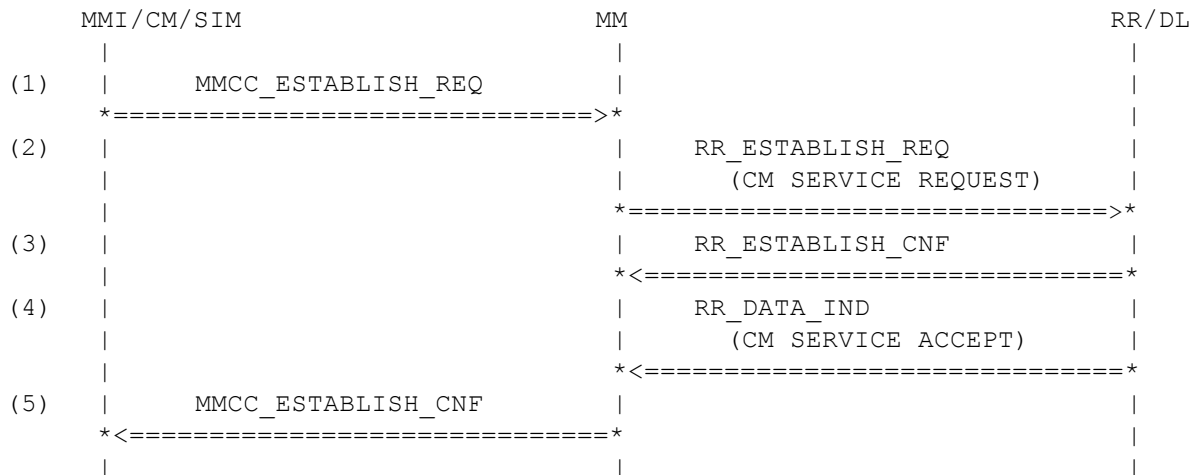 MMI/CM/SIM MM RR/DL
(1) MMCC_ESTABLISH_REQ
(2) RR_ESTABLISH_REQ
(CM SERVICE REQUEST)
(3) RR_ESTABLISH_CNF
(4) RR_DATA_IND
(CM SERVICE ACCEPT)
(5) MMCC_ESTABLISH_CNF